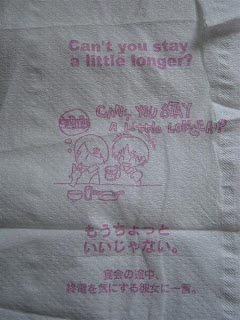 Can't you stay
a little longer?
CAN'T YOU STAY
A Little LONGER?
もうちょっと
いいじゃない。
食会の途中、
終電を気にする彼女に一言。